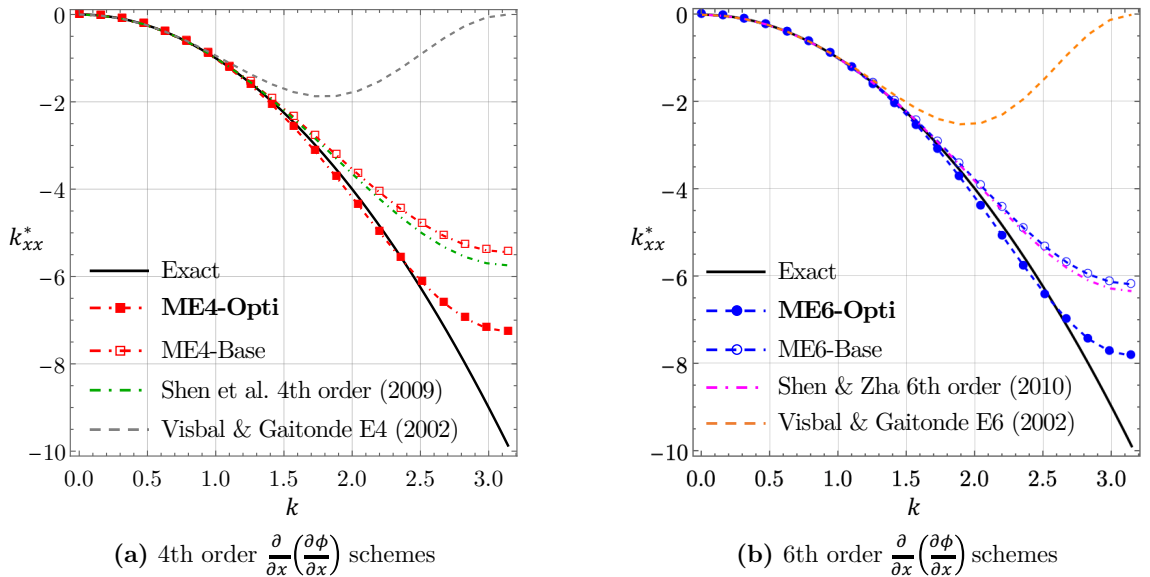 0
−2
−4
−6
−8
−10
k*xx
Exact
ME4-Opti
ME4-Base
Shen et al. 4th order (2009)
Visbal & Gaitonde E4 (2002)
0.0 0.5 1.0 1.5 2.0 2.5 3.0
k
(a) 4th order ∂/∂x(∂ϕ/∂x) schemes
0
−2
−4
−6
−8
−10
k*xx
Exact
ME6-Opti
ME6-Base
Shen & Zha 6th order (2010)
Visbal & Gaitonde E6 (2002)
0.0 0.5 1.0 1.5 2.0 2.5 3.0
k
(b) 6th order ∂/∂x(∂ϕ/∂x) schemes